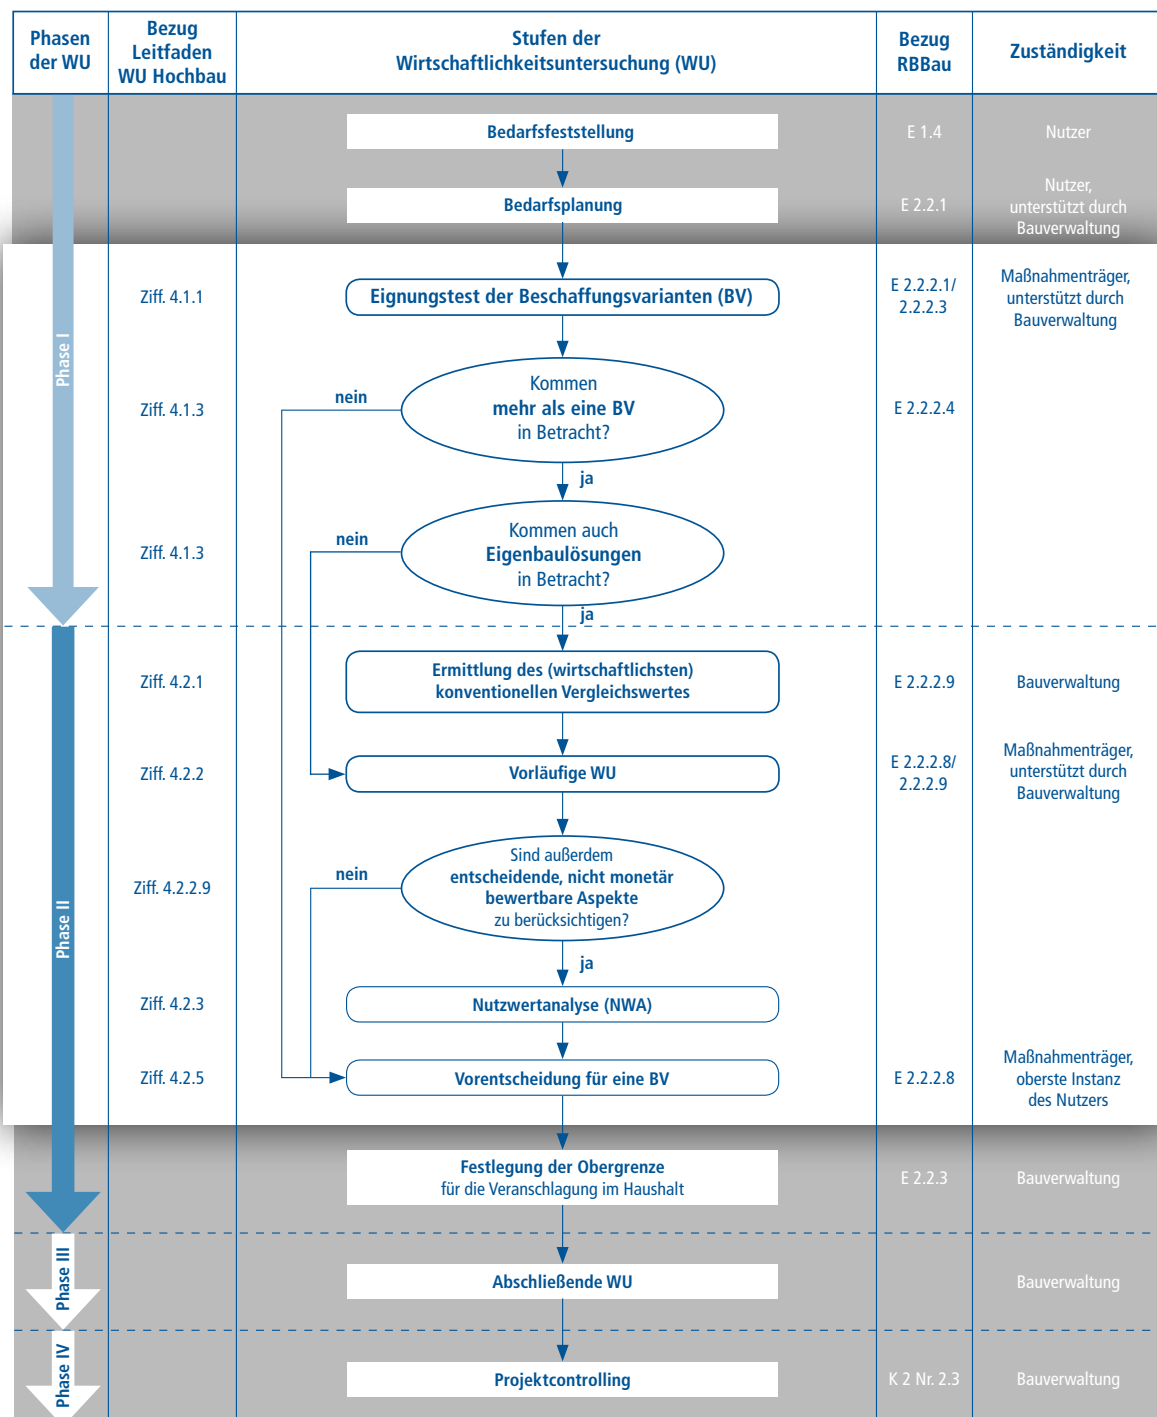 Phasen
der WU
Bezug
Leitfaden
WU Hochbau
Stufen der
Wirtschaftlichkeitsuntersuchung (WU)
Bezug
RBBau
Zuständigkeit
Bedarfsfeststellung
E 1.4
Nutzer
Bedarfsplanung
E 2.2.1
Nutzer,
unterstützt durch
Bauverwaltung
Phase I
Ziff. 4.1.1
Eignungstest der Beschaffungsvarianten (BV)
E 2.2.2.1/
2.2.2.3
Maßnahmenträger,
unterstützt durch
Bauverwaltung
Ziff. 4.1.3
nein
Kommen
mehr als eine BV
in Betracht?
E 2.2.2.4
ja
Ziff. 4.1.3
nein
Kommen auch
Eigenbaulösungen
in Betracht?
ja
Phase II
Ziff. 4.2.1
Ermittlung des (wirtschaftlichsten)
konventionellen Vergleichswertes
E 2.2.2.9
Bauverwaltung
Ziff. 4.2.2
Vorläufige WU
E 2.2.2.8/
2.2.2.9
Maßnahmenträger,
unterstützt durch
Bauverwaltung
Ziff. 4.2.2.9
nein
Sind außerdem
entscheidende, nicht monetär
bewertbare Aspekte
zu berücksichtigen?
ja
Ziff. 4.2.3
Nutzwertanalyse (NWA)
Ziff. 4.2.5
Vorentscheidung für eine BV
E 2.2.2.8
Maßnahmenträger,
oberste Instanz
des Nutzers
Festlegung der Obergrenze
für die Veranschlagung im Haushalt
E 2.2.3
Bauverwaltung
Phase III
Abschließende WU
Bauverwaltung
Phase IV
Projektcontrolling
K 2 Nr. 2.3
Bauverwaltung